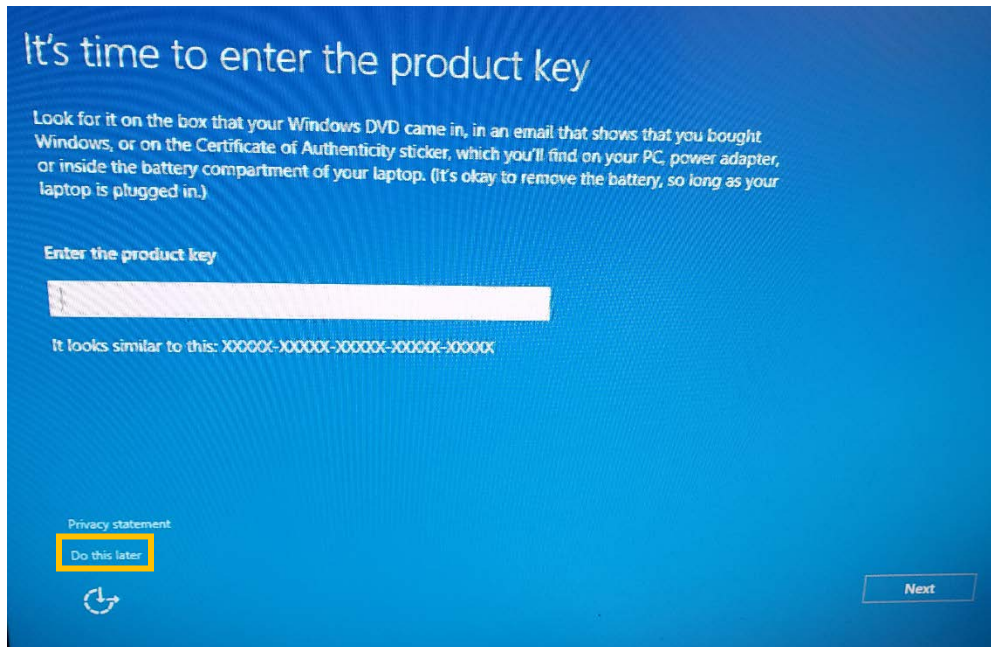 It's time to enter the product key
Look for it on the box that your Windows DVD came in, in an email that shows that you bought
Windows, or on the Certificate of Authenticity sticker, which you'll find on your PC, power adapter,
or inside the battery compartment of your laptop. (It's okay to remove the battery, so long as your
laptop is plugged in.)
Enter the product key
It looks similar to this: XXXXX-XXXXX-XXXXX-XXXXX-XXXXX
Privacy statement
Do this later
Next